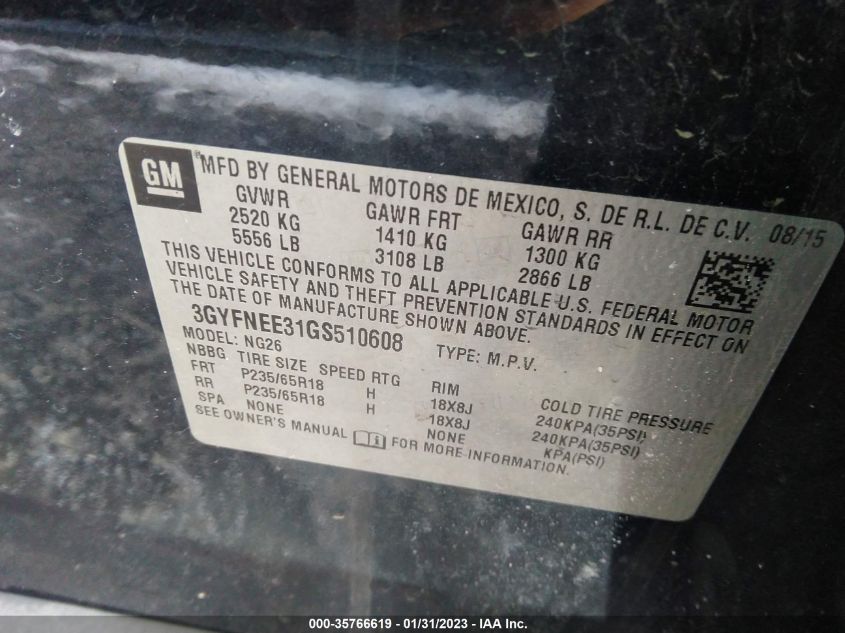 GM
®MFD BY GENERAL MOTORS DE MEXICO, S. DE R.L. DE C.V. 08/15
GVWR GAWR FRT GAWR RR
2520 KG 1410 KG 1300 KG
5556 LB 3108 LB 2866 LB
THIS VEHICLE CONFORMS TO ALL APPLICABLE U.S. FEDERAL MOTOR
VEHICLE SAFETY AND THEFT PREVENTION STANDARDS IN EFFECT ON
THE DATE OF MANUFACTURE SHOWN ABOVE.
3GYFNEE31GS510608 TYPE: M.P.V.
MODEL: NG26
NBBG TIRE SIZE SPEED RTG RIM COLD TIRE PRESSURE
FRT P235/65R18 H 18X8J 240KPA(35PSI)
RR P235/65R18 H 18X8J 240KPA(35PSI)
SPA NONE NONE KPA(PSI)
SEE OWNER'S MANUAL FOR MORE INFORMATION.
000-35766619 / 01/31/2023 - IAA Inc.